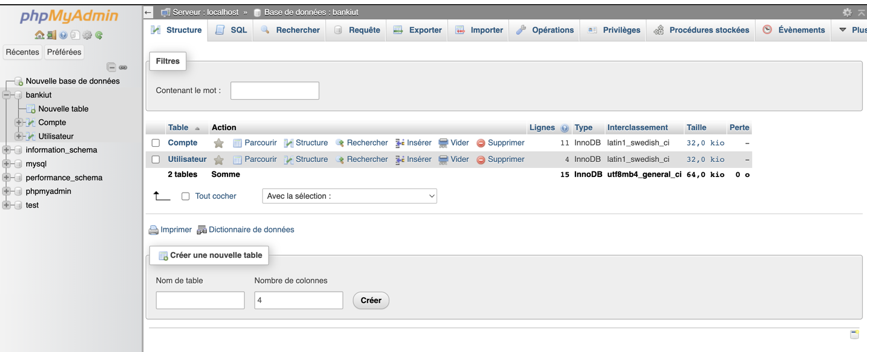 phpMyAdmin
Serveur : localhost » Base de données : bankiut
Structure SQL Rechercher Requête Exporter Importer Opérations Privilèges Procédures stockées Évènements Plus
Récentes Préférées
Nouvelle base de données
bankiut
Nouvelle table
Compte
Utilisateur
information_schema
mysql
performance_schema
phpmyadmin
test
Filtres
Contenant le mot :
Table Action Lignes Type Interclassement Taille Perte
Compte Parcourir Structure Rechercher Insérer Vider Supprimer 11 InnoDB latin1_swedish_ci 32,0 kio –
Utilisateur Parcourir Structure Rechercher Insérer Vider Supprimer 4 InnoDB latin1_swedish_ci 32,0 kio –
2 tables Somme 15 InnoDB utf8mb4_general_ci 64,0 kio 0 o
Tout cocher Avec la sélection :
Imprimer Dictionnaire de données
Créer une nouvelle table
Nom de table Nombre de colonnes
4 Créer